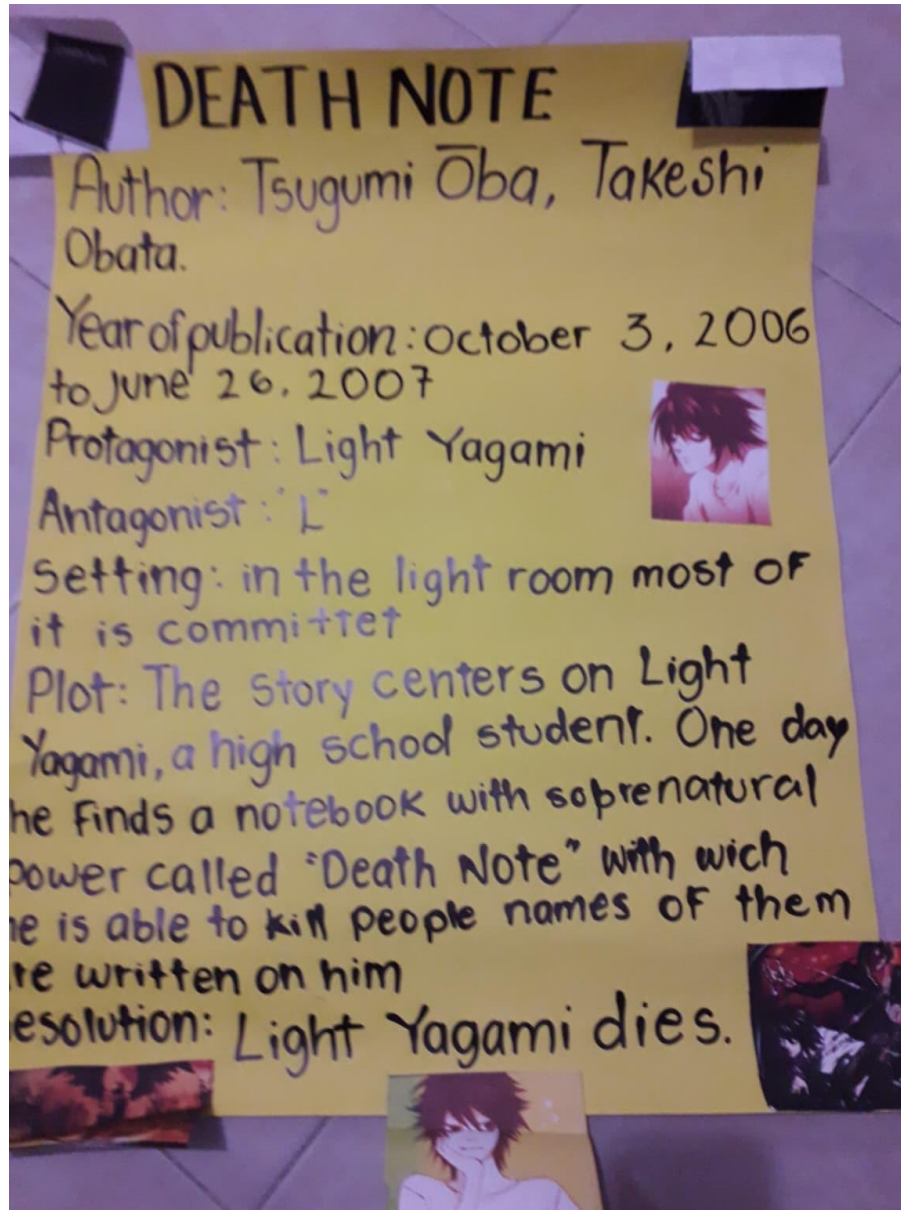 DEATH NOTE
Author: Tsugumi Ōba, Takeshi
Obata.
Year of publication: october 3, 2006
to june 26, 2007
Protagonist: Light Yagami
Antagonist: "L"
Setting: in the light room most of
it is committet
Plot: The story centers on Light
Yagami, a high school student. One day
he finds a notebook with soprenatural
power called "Death Note" with wich
he is able to kill people names of them
re written on him
esolution: Light Yagami dies.